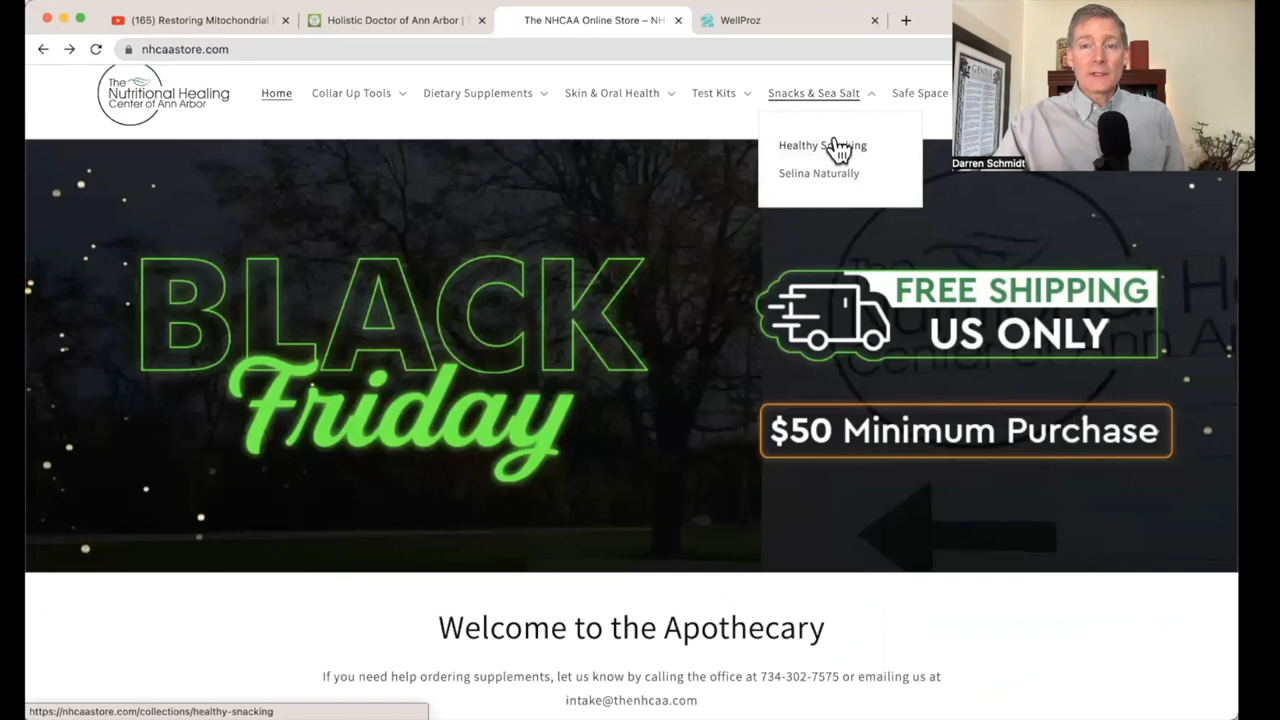 (165) Restoring Mitochondrial
Holistic Doctor of Ann Arbor |
The NHCAA Online Store – NH
WellProz
nhcaastore.com
The
Nutritional Healing
Center of Ann Arbor
Home
Collar Up Tools
Dietary Supplements
Skin & Oral Health
Test Kits
Snacks & Sea Salt
Safe Space
Healthy Snacking
Selina Naturally
GENIUS
Darren Schmidt
BLACK
Friday
FREE SHIPPING
US ONLY
$50 Minimum Purchase
Welcome to the Apothecary
If you need help ordering supplements, let us know by calling the office at 734-302-7575 or emailing us at
intake@thenhcaa.com
https://nhcaastore.com/collections/healthy-snacking